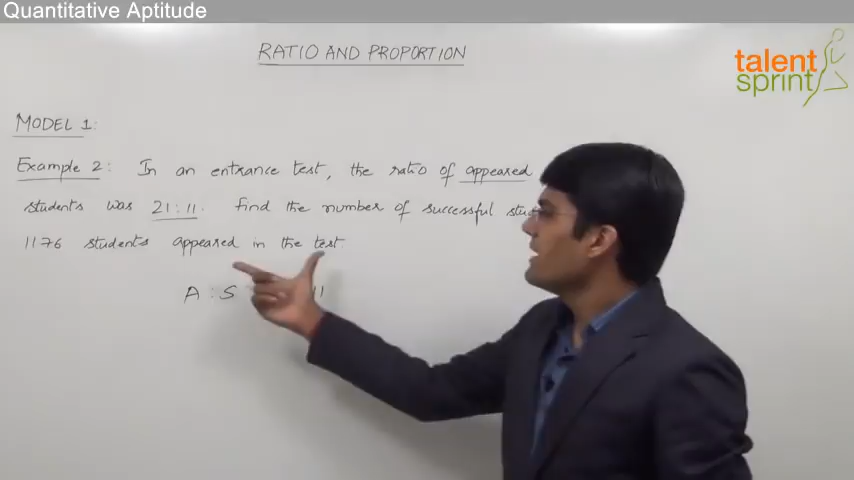 Quantitative Aptitude
RATIO AND PROPORTION
talent
sprint
MODEL 1:
Example 2: In an entrance test, the ratio of appeared
students was 21:11. Find the number of successful
1176 students appeared in the test
A : S 11